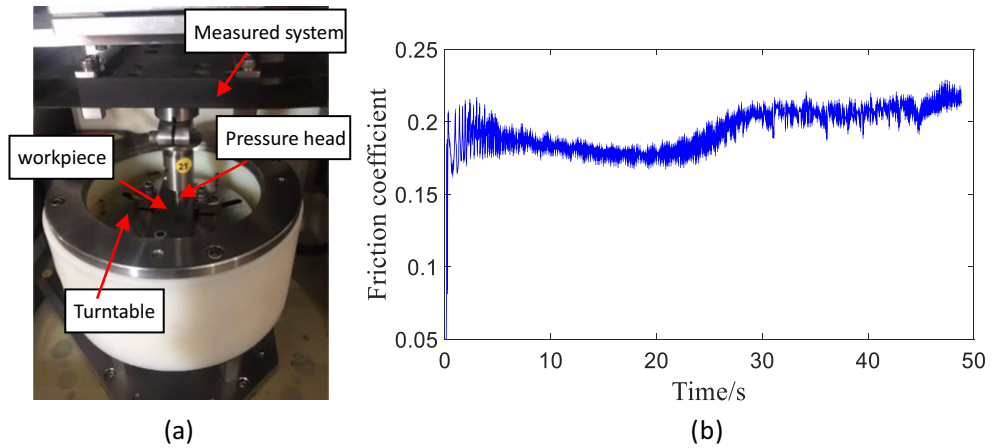 Measured system
Pressure head
workpiece
21
Turntable
(a)
0.25
0.2
0.15
0.1
0.05
Friction coefficient
0
10
20
30
40
50
Time/s
(b)